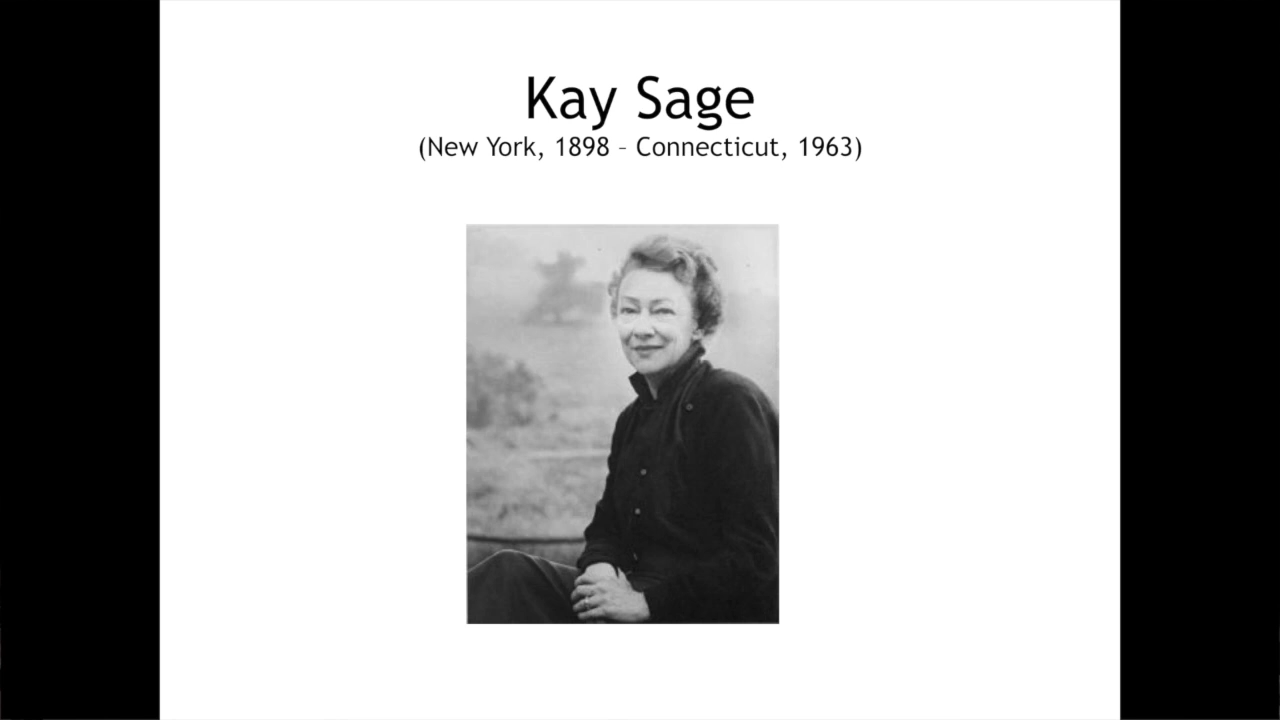 Kay Sage
(New York, 1898 – Connecticut, 1963)